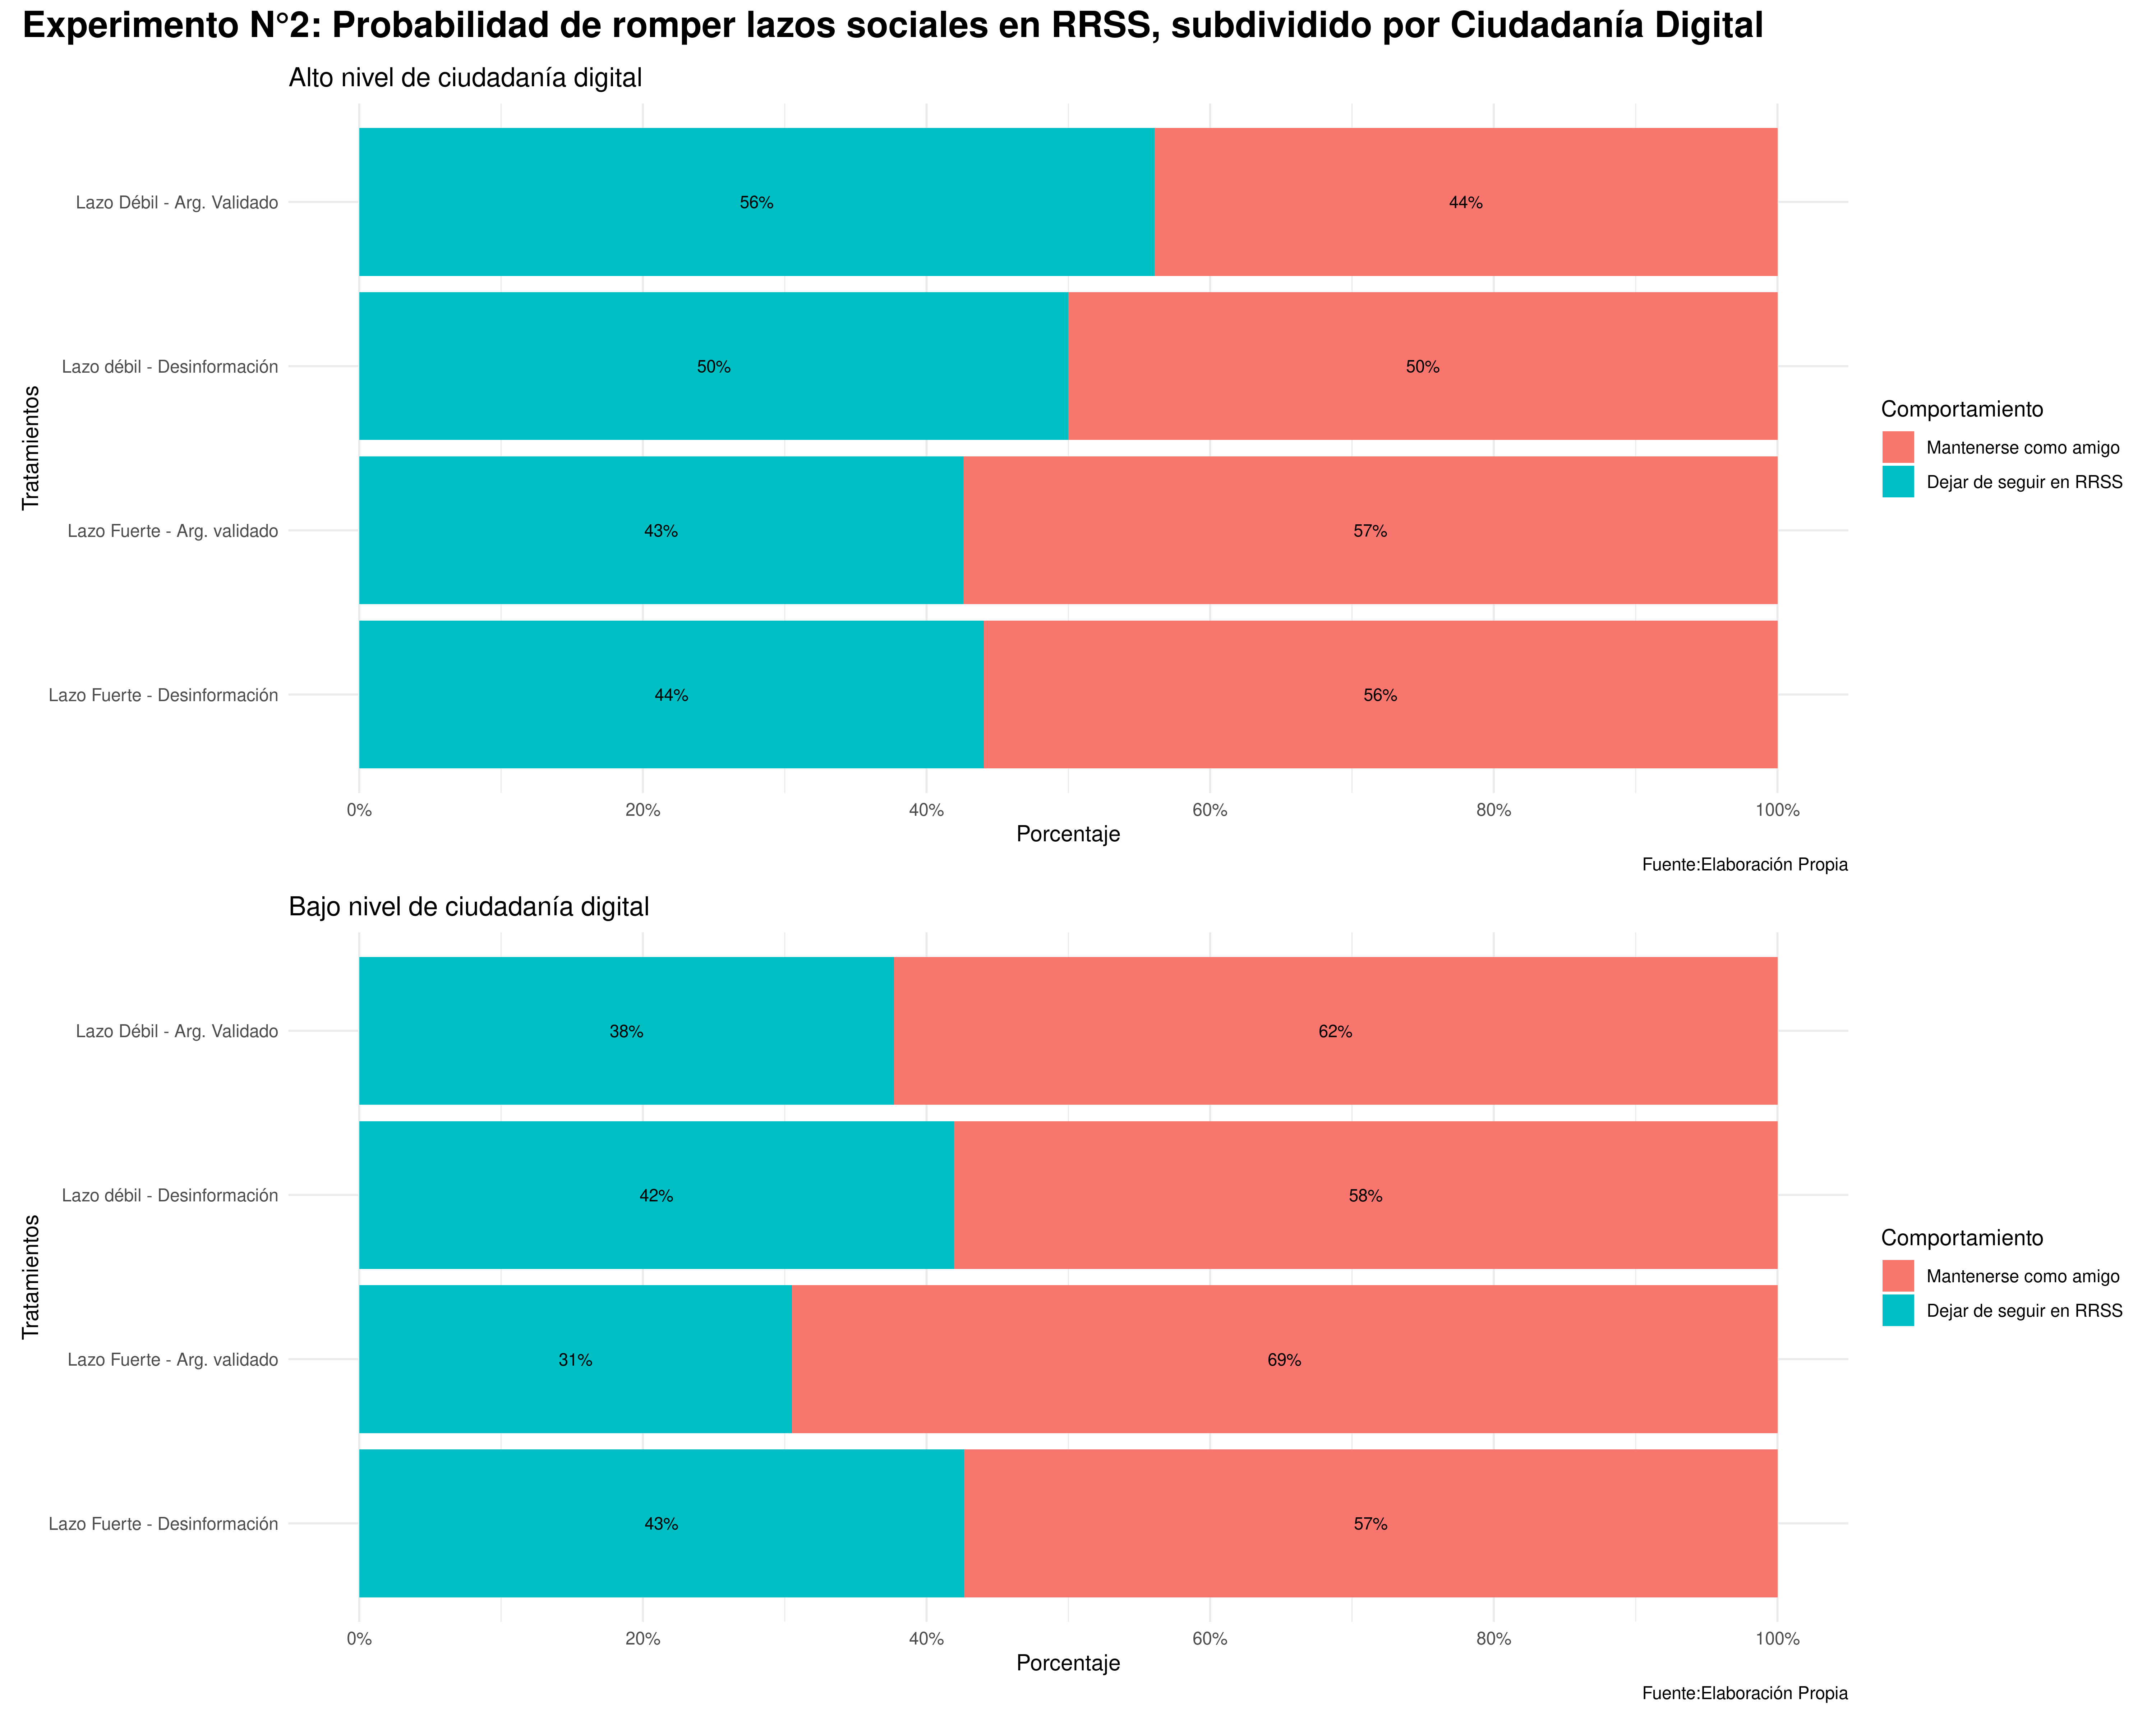 Experimento N°2: Probabilidad de romper lazos sociales en RRSS, subdividido por Ciudadanía Digital
Alto nivel de ciudadanía digital
Tratamientos
Lazo Débil - Arg. Validado
56%
44%
Lazo débil - Desinformación
50%
50%
Lazo Fuerte - Arg. validado
43%
57%
Lazo Fuerte - Desinformación
44%
56%
0%
20%
40%
60%
80%
100%
Porcentaje
Fuente:Elaboración Propia
Comportamiento
Mantenerse como amigo
Dejar de seguir en RRSS
Bajo nivel de ciudadanía digital
Tratamientos
Lazo Débil - Arg. Validado
38%
62%
Lazo débil - Desinformación
42%
58%
Lazo Fuerte - Arg. validado
31%
69%
Lazo Fuerte - Desinformación
43%
57%
0%
20%
40%
60%
80%
100%
Porcentaje
Fuente:Elaboración Propia
Comportamiento
Mantenerse como amigo
Dejar de seguir en RRSS